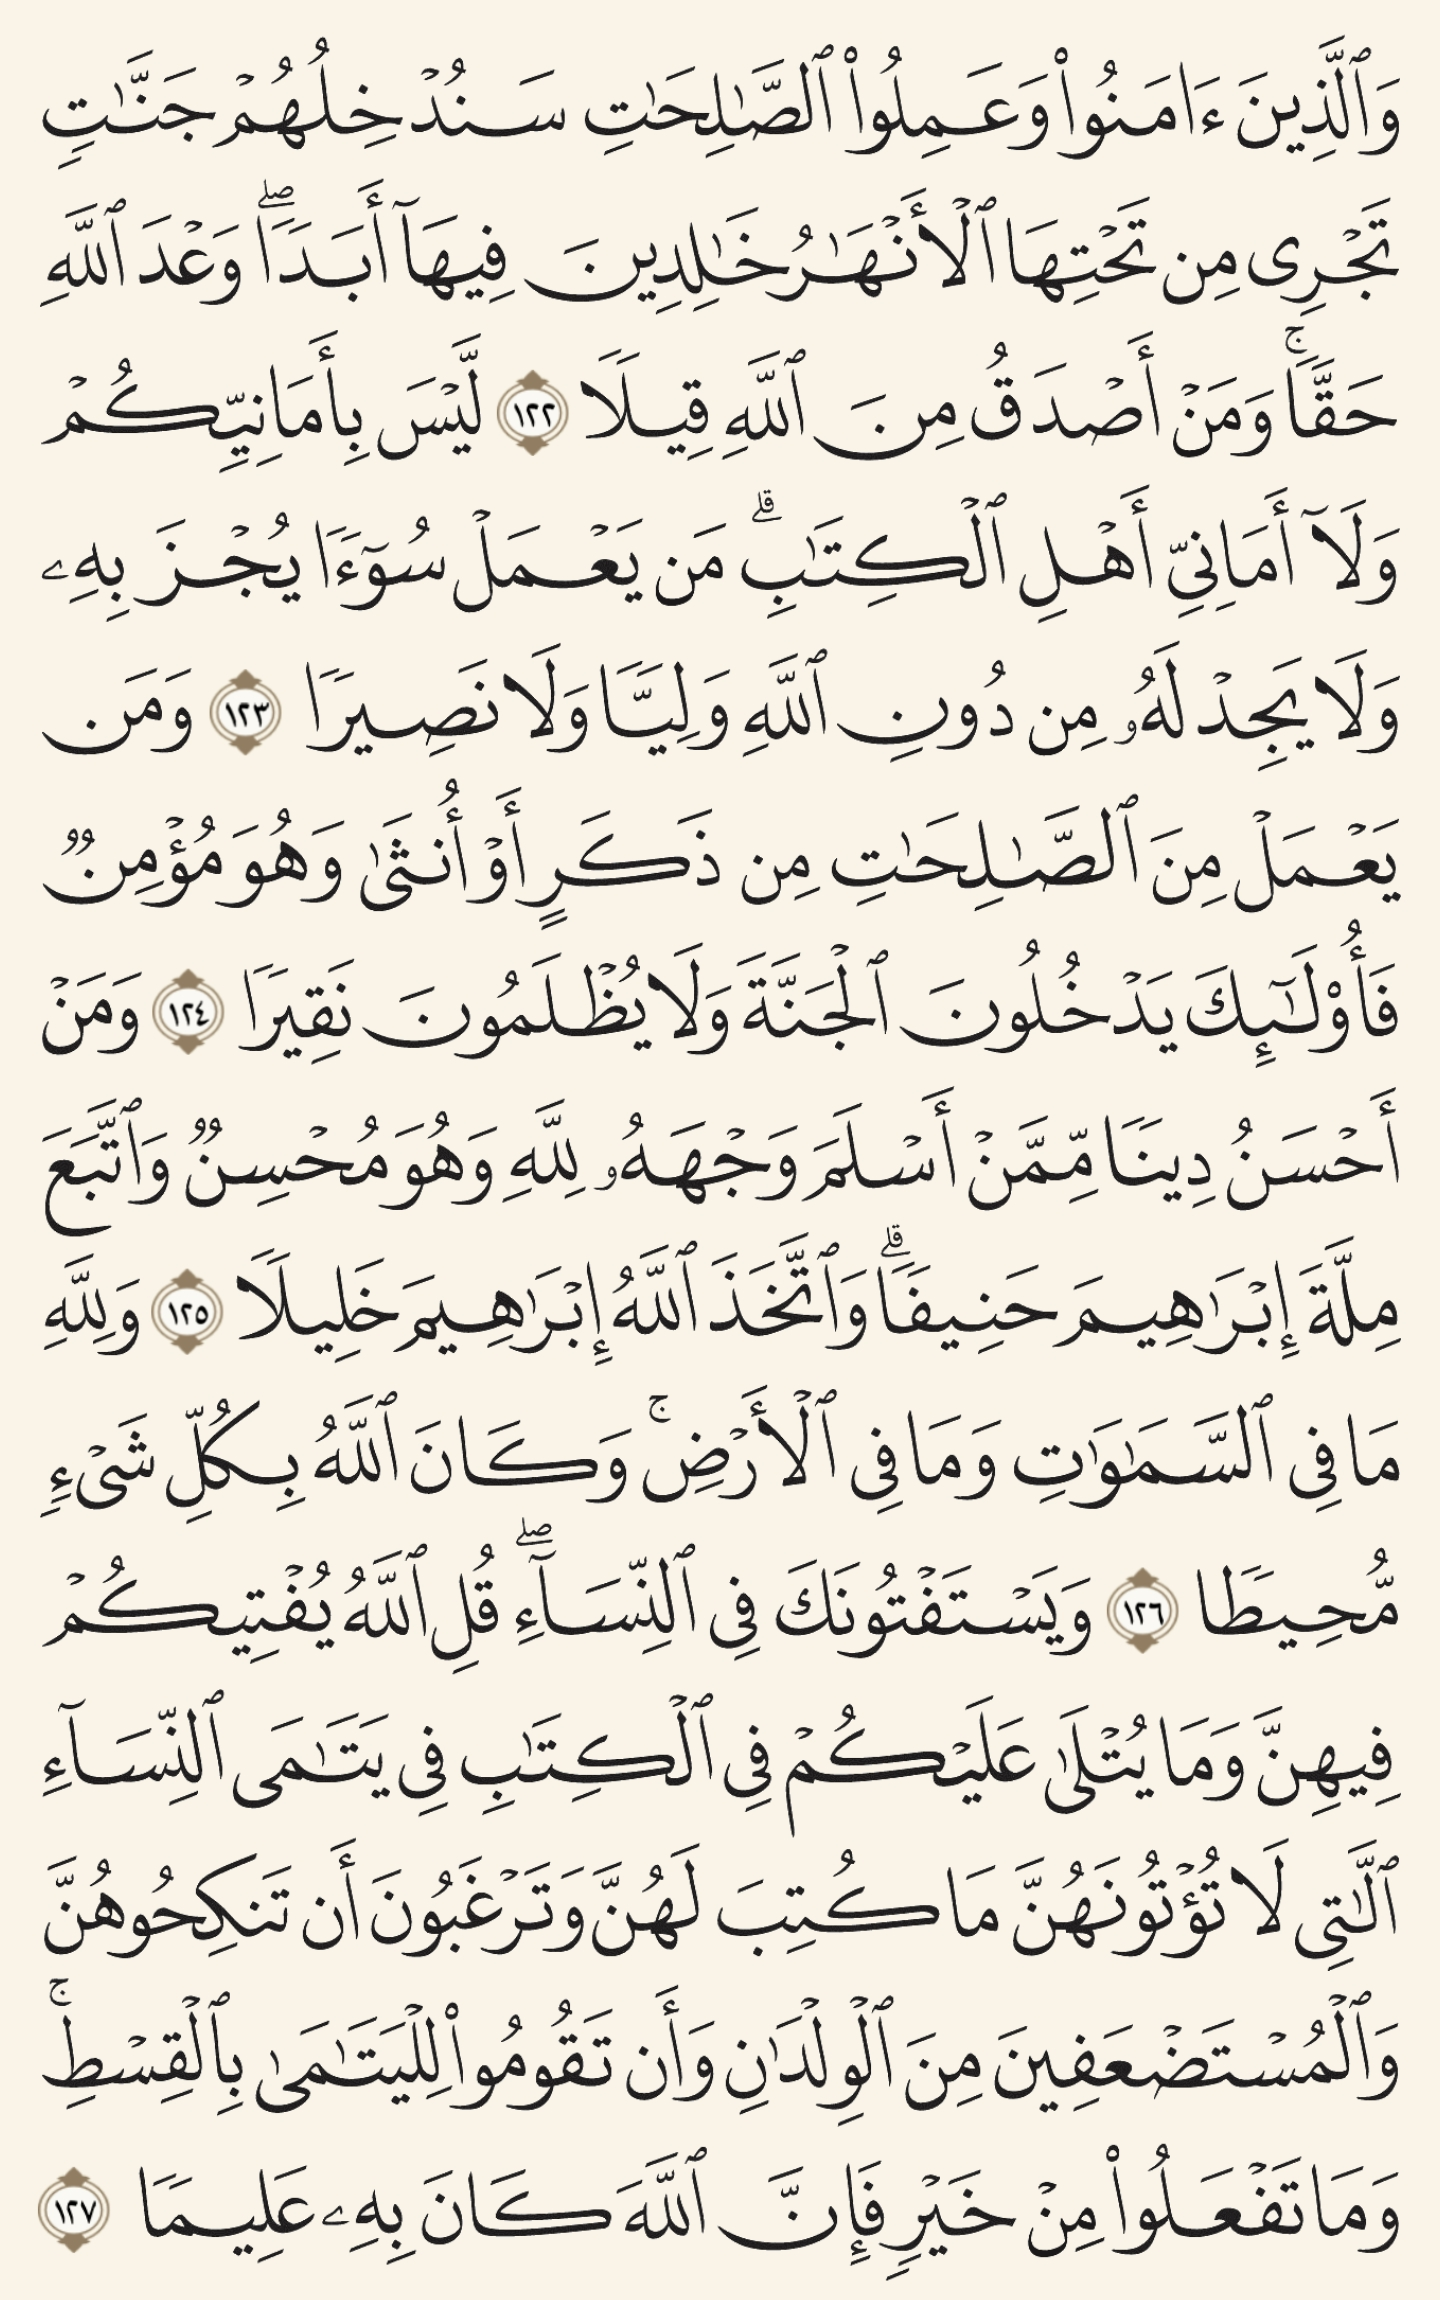 وَٱلَّذِينَ ءَامَنُوا۟ وَعَمِلُوا۟ ٱلصَّـٰلِحَـٰتِ سَنُدْخِلُهُمْ جَنَّـٰتٍ
تَجْرِى مِن تَحْتِهَا ٱلْأَنْهَـٰرُ خَـٰلِدِينَ فِيهَآ أَبَدًا ۖ وَعْدَ ٱللَّهِ
حَقًّا ۚ وَمَنْ أَصْدَقُ مِنَ ٱللَّهِ قِيلًا ١٢٢ لَّيْسَ بِأَمَانِيِّكُمْ
وَلَآ أَمَانِىِّ أَهْلِ ٱلْكِتَـٰبِ ۗ مَن يَعْمَلْ سُوٓءًا يُجْزَ بِهِۦ
وَلَا يَجِدْ لَهُۥ مِن دُونِ ٱللَّهِ وَلِيًّا وَلَا نَصِيرًا ١٢٣ وَمَن
يَعْمَلْ مِنَ ٱلصَّـٰلِحَـٰتِ مِن ذَكَرٍ أَوْ أُنثَىٰ وَهُوَ مُؤْمِنٌ
فَأُو۟لَـٰٓئِكَ يَدْخُلُونَ ٱلْجَنَّةَ وَلَا يُظْلَمُونَ نَقِيرًا ١٢٤ وَمَنْ
أَحْسَنُ دِينًا مِّمَّنْ أَسْلَمَ وَجْهَهُۥ لِلَّهِ وَهُوَ مُحْسِنٌ وَٱتَّبَعَ
مِلَّةَ إِبْرَٰهِيمَ حَنِيفًا ۗ وَٱتَّخَذَ ٱللَّهُ إِبْرَٰهِيمَ خَلِيلًا ١٢٥ وَلِلَّهِ
مَا فِى ٱلسَّمَـٰوَٰتِ وَمَا فِى ٱلْأَرْضِ ۚ وَكَانَ ٱللَّهُ بِكُلِّ شَىْءٍ
مُّحِيطًا ١٢٦ وَيَسْتَفْتُونَكَ فِى ٱلنِّسَآءِ ۖ قُلِ ٱللَّهُ يُفْتِيكُمْ
فِيهِنَّ وَمَا يُتْلَىٰ عَلَيْكُمْ فِى ٱلْكِتَـٰبِ فِى يَتَـٰمَى ٱلنِّسَآءِ
ٱلَّـٰتِى لَا تُؤْتُونَهُنَّ مَا كُتِبَ لَهُنَّ وَتَرْغَبُونَ أَن تَنكِحُوهُنَّ
وَٱلْمُسْتَضْعَفِينَ مِنَ ٱلْوِلْدَٰنِ وَأَن تَقُومُوا۟ لِلْيَتَـٰمَىٰ بِٱلْقِسْطِ ۚ
وَمَا تَفْعَلُوا۟ مِنْ خَيْرٍ فَإِنَّ ٱللَّهَ كَانَ بِهِۦ عَلِيمًا ١٢٧